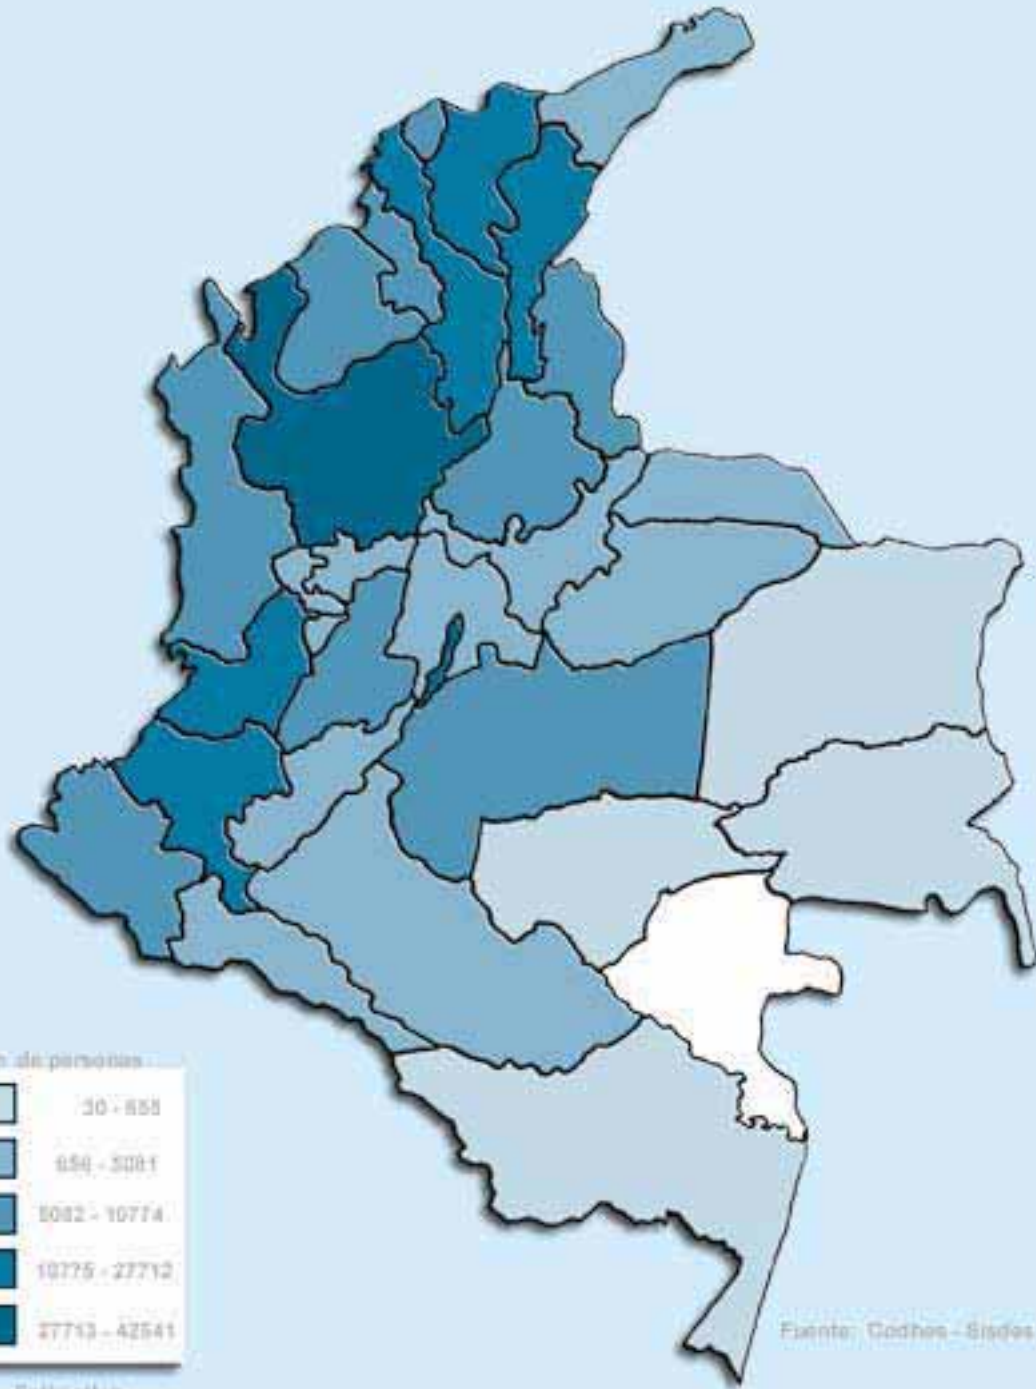 de personas
30 - 655
656 - 5081
5082 - 10774
10775 - 27712
27713 - 42541
Fuente: Codhes - Sisdes